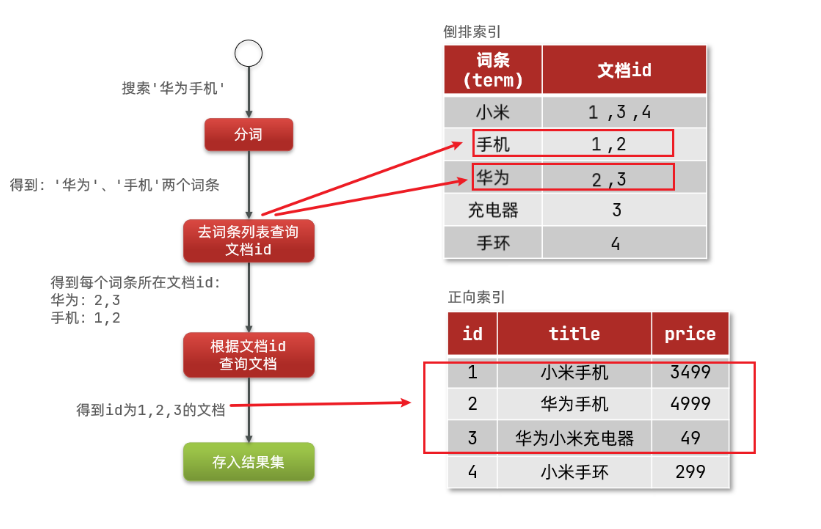 搜索'华为手机'
分词
得到: '华为'、'手机'两个词条
去词条列表查询
文档id
得到每个词条所在文档id:
华为: 2,3
手机: 1,2
根据文档id
查询文档
得到id为1,2,3的文档
存入结果集
倒排索引
词条
(term)
文档id
小米 1 ,3 ,4
手机 1 ,2
华为 2 ,3
充电器 3
手环 4
正向索引
id title price
1 小米手机 3499
2 华为手机 4999
3 华为小米充电器 49
4 小米手环 299